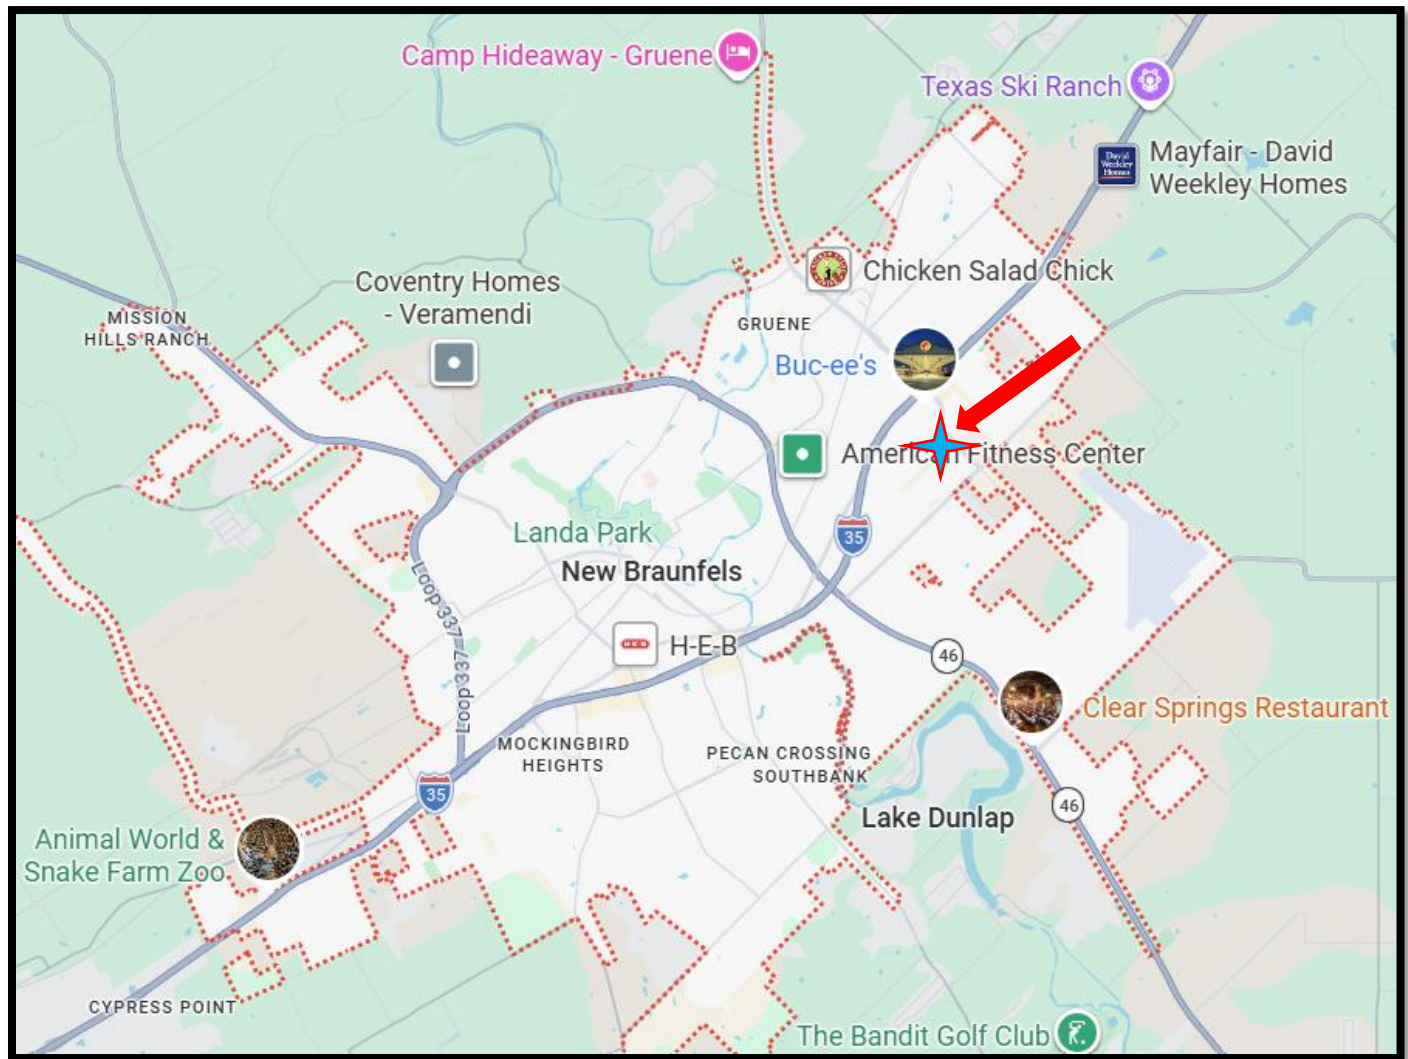 Camp Hideaway - Gruene
Texas Ski Ranch
David
Weekley
Homes
Mayfair - David
Weekley Homes
Chicken Salad Chick
Coventry Homes
- Veramendi
MISSION
HILLS RANCH
GRUENE
Buc-ee's
American Fitness Center
Landa Park
35
New Braunfels
Loop 337
H-E-B
46
Loop 337
Clear Springs Restaurant
MOCKINGBIRD
HEIGHTS
PECAN CROSSING
SOUTHBANK
35
46
Lake Dunlap
Animal World &
Snake Farm Zoo
CYPRESS POINT
The Bandit Golf Club